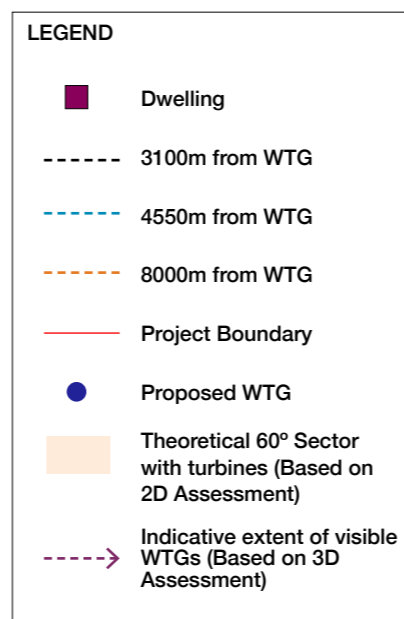 LEGEND
Dwelling
3100m from WTG
4550m from WTG
8000m from WTG
Project Boundary
Proposed WTG
Theoretical 60º Sector
with turbines (Based on
2D Assessment)
Indicative extent of visible
WTGs (Based on 3D
Assessment)